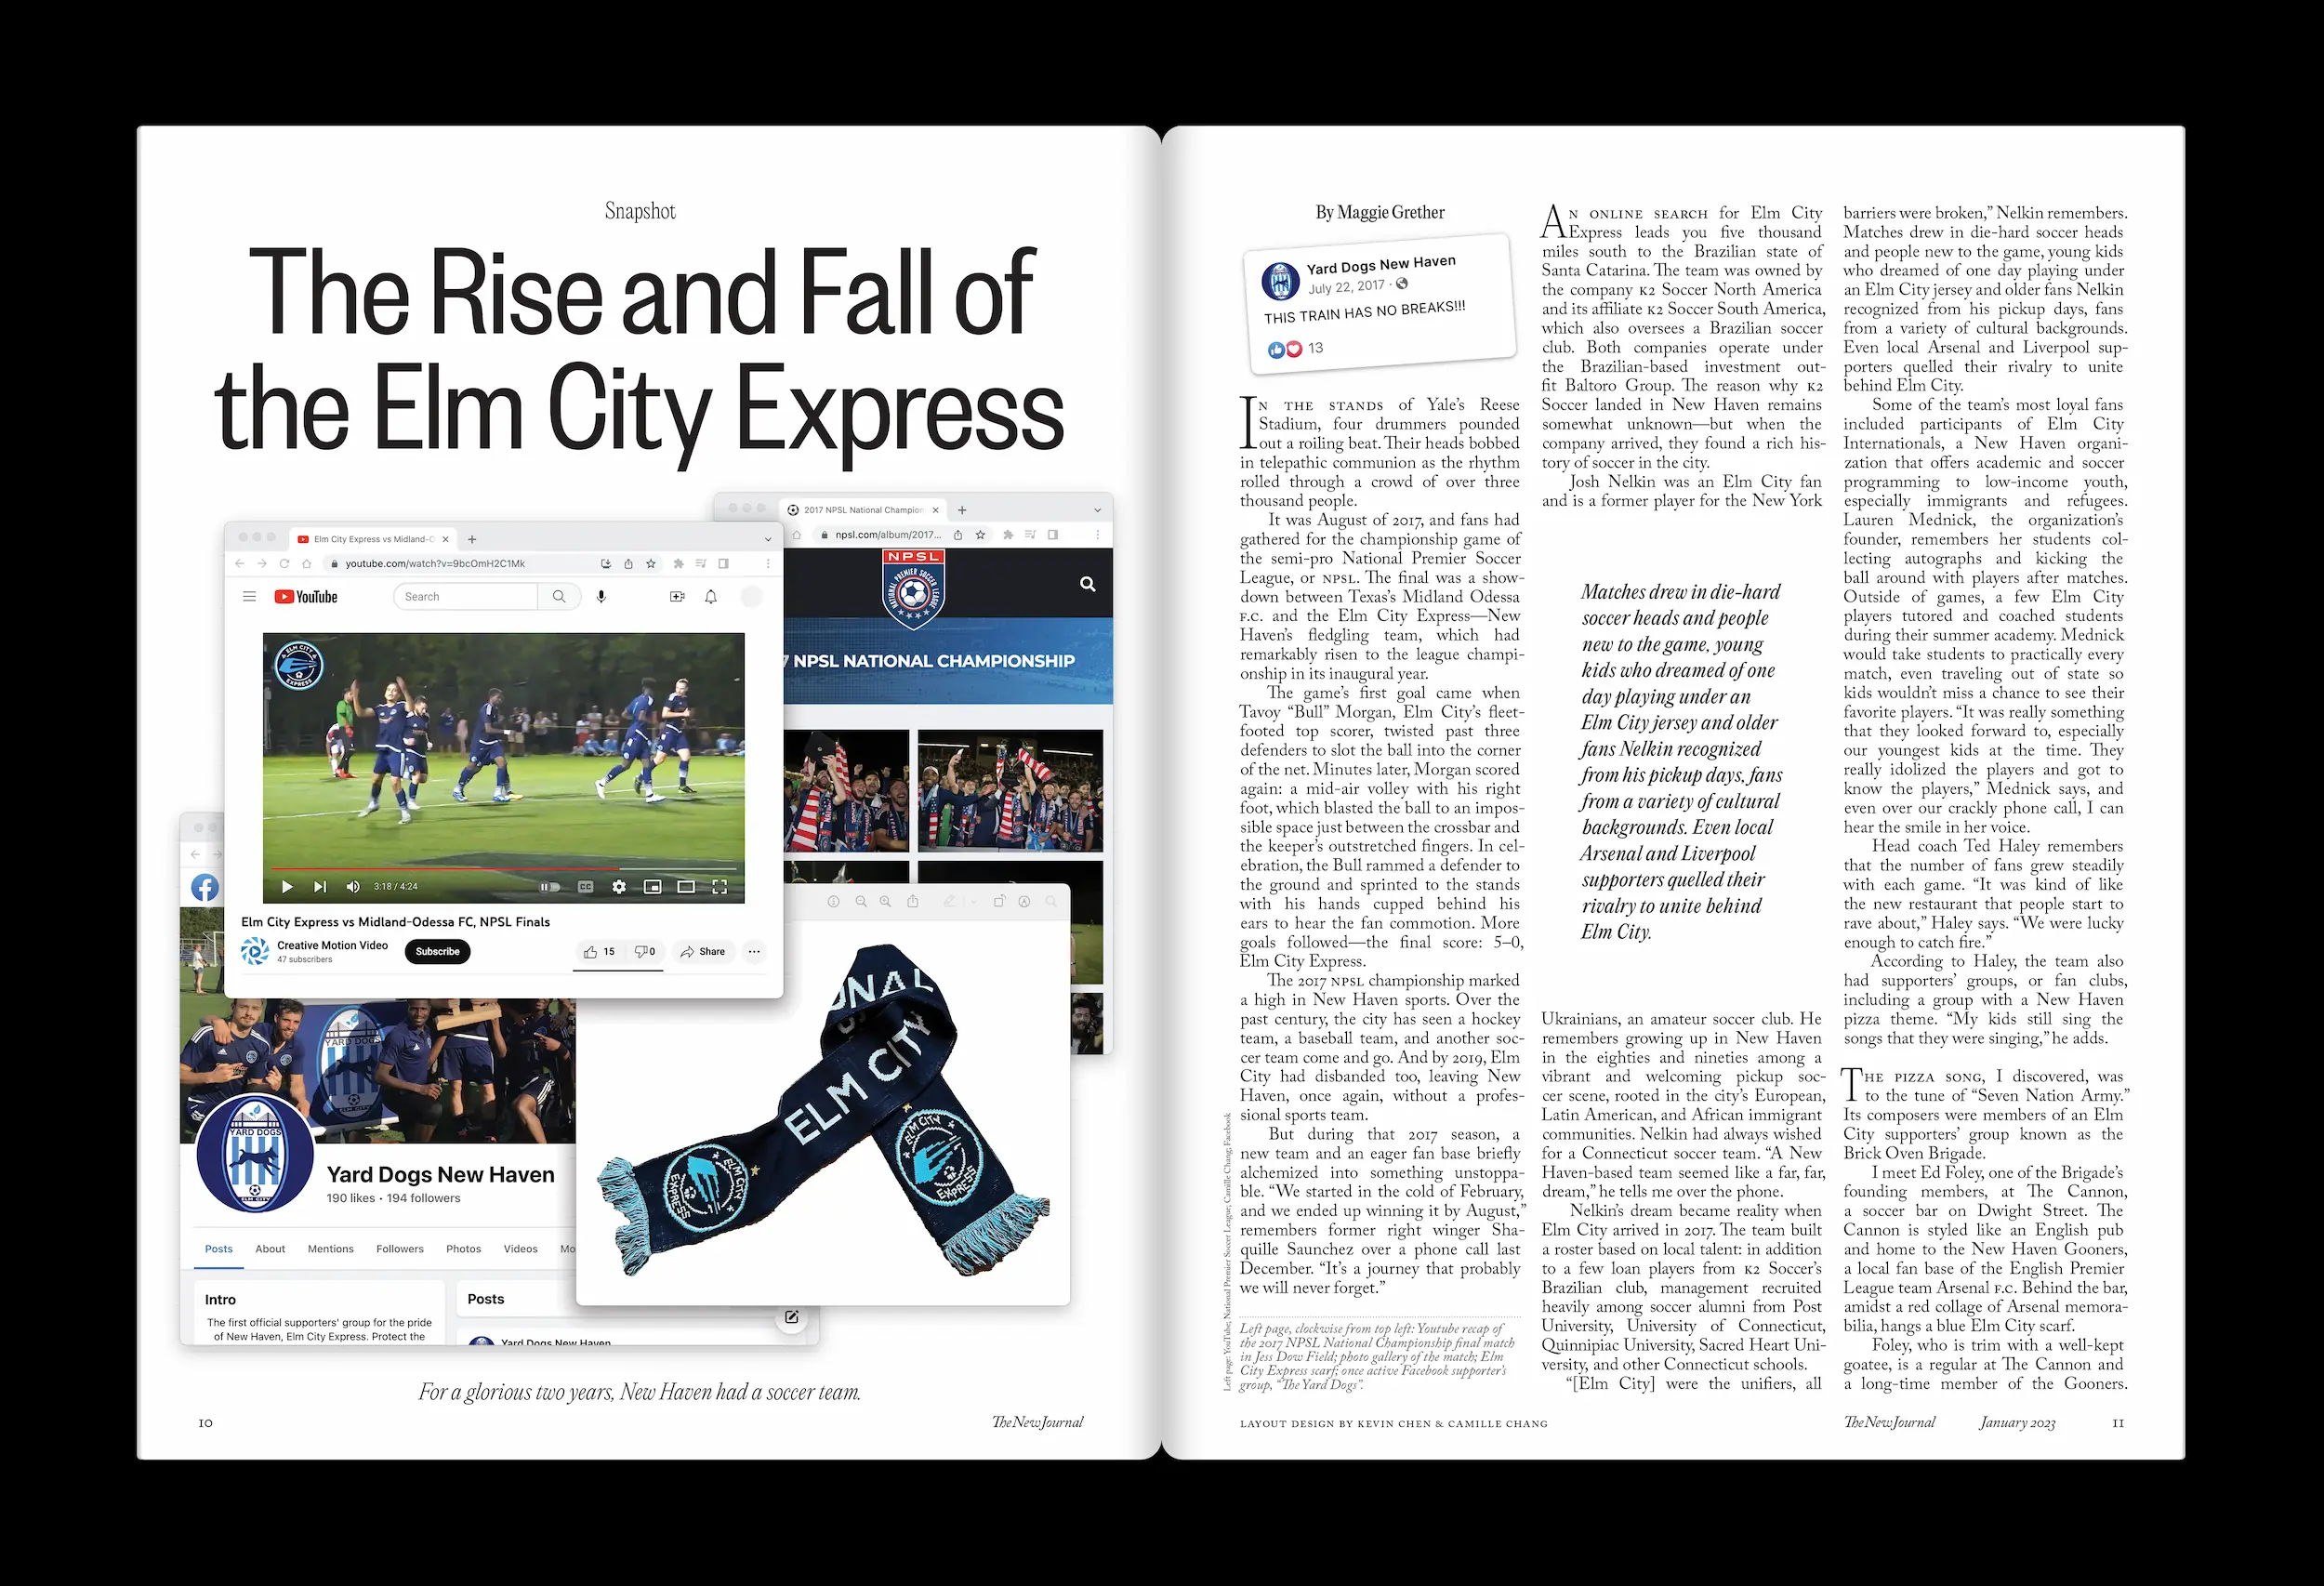 Snapshot
The Rise and Fall of
the Elm City Express
2017 NPSL National Champion
npsl.com/album/2017...
NPSL
NATIONAL PREMIER SOCCER LEAGUE
7 NPSL NATIONAL CHAMPIONSHIP
Elm City Express vs Midland-O
youtube.com/watch?v=9bcOmH2C1Mk
YouTube
Search
ELM CITY
EXPRESS
3:18 / 4:24
CC
Elm City Express vs Midland-Odessa FC, NPSL Finals
Creative Motion Video
47 subscribers
Subscribe
15
0
Share
ONAL
ELM CITY
ELM CITY
EXPRESS
ELM CITY
EXPRESS
YARD DOGS
ELM CITY
YARD DOGS
ELM CITY
Yard Dogs New Haven
190 likes • 194 followers
Posts
About
Mentions
Followers
Photos
Videos
Mo
Intro
The first official supporters' group for the pride
of New Haven, Elm City Express. Protect the
Posts
Yard Dogs New Haven
For a glorious two years, New Haven had a soccer team.
10
The New Journal
By Maggie Grether
Yard Dogs New Haven
July 22, 2017 ·
THIS TRAIN HAS NO BREAKS!!!
13
IN THE STANDS of Yale's Reese
Stadium, four drummers pounded
out a roiling beat. Their heads bobbed
in telepathic communion as the rhythm
rolled through a crowd of over three
thousand people.
It was August of 2017, and fans had
gathered for the championship game of
the semi-pro National Premier Soccer
League, or NPSL. The final was a show-
down between Texas's Midland Odessa
F.C. and the Elm City Express—New
Haven's fledgling team, which had
remarkably risen to the league champi-
onship in its inaugural year.
The game's first goal came when
Tavoy “Bull” Morgan, Elm City's fleet-
footed top scorer, twisted past three
defenders to slot the ball into the corner
of the net. Minutes later, Morgan scored
again: a mid-air volley with his right
foot, which blasted the ball to an impos-
sible space just between the crossbar and
the keeper's outstretched fingers. In cel-
ebration, the Bull rammed a defender to
the ground and sprinted to the stands
with his hands cupped behind his
ears to hear the fan commotion. More
goals followed—the final score: 5–0,
Elm City Express.
The 2017 NPSL championship marked
a high in New Haven sports. Over the
past century, the city has seen a hockey
team, a baseball team, and another soc-
cer team come and go. And by 2019, Elm
City had disbanded too, leaving New
Haven, once again, without a profes-
sional sports team.
But during that 2017 season, a
new team and an eager fan base briefly
alchemized into something unstoppa-
ble. “We started in the cold of February,
and we ended up winning it by August,”
remembers former right winger Sha-
quille Saunchez over a phone call last
December. “It's a journey that probably
we will never forget.”
Left page, clockwise from top left: Youtube recap of
the 2017 NPSL National Championship final match
in Jess Dow Field; photo gallery of the match; Elm
City Express scarf; once active Facebook supporter's
group, “The Yard Dogs”.
Left page: YouTube; National Premier Soccer League; Camille Chang; Facebook
AN ONLINE SEARCH for Elm City
Express leads you five thousand
miles south to the Brazilian state of
Santa Catarina. The team was owned by
the company K2 Soccer North America
and its affiliate K2 Soccer South America,
which also oversees a Brazilian soccer
club. Both companies operate under
the Brazilian-based investment out-
fit Baltoro Group. The reason why K2
Soccer landed in New Haven remains
somewhat unknown—but when the
company arrived, they found a rich his-
tory of soccer in the city.
Josh Nelkin was an Elm City fan
and is a former player for the New York
Matches drew in die-hard
soccer heads and people
new to the game, young
kids who dreamed of one
day playing under an
Elm City jersey and older
fans Nelkin recognized
from his pickup days, fans
from a variety of cultural
backgrounds. Even local
Arsenal and Liverpool
supporters quelled their
rivalry to unite behind
Elm City.
Ukrainians, an amateur soccer club. He
remembers growing up in New Haven
in the eighties and nineties among a
vibrant and welcoming pickup soc-
cer scene, rooted in the city's European,
Latin American, and African immigrant
communities. Nelkin had always wished
for a Connecticut soccer team. “A New
Haven-based team seemed like a far, far,
dream,” he tells me over the phone.
Nelkin's dream became reality when
Elm City arrived in 2017. The team built
a roster based on local talent: in addition
to a few loan players from K2 Soccer's
Brazilian club, management recruited
heavily among soccer alumni from Post
University, University of Connecticut,
Quinnipiac University, Sacred Heart Uni-
versity, and other Connecticut schools.
“[Elm City] were the unifiers, all
barriers were broken,” Nelkin remembers.
Matches drew in die-hard soccer heads
and people new to the game, young kids
who dreamed of one day playing under
an Elm City jersey and older fans Nelkin
recognized from his pickup days, fans
from a variety of cultural backgrounds.
Even local Arsenal and Liverpool sup-
porters quelled their rivalry to unite
behind Elm City.
Some of the team's most loyal fans
included participants of Elm City
Internationals, a New Haven organi-
zation that offers academic and soccer
programming to low-income youth,
especially immigrants and refugees.
Lauren Mednick, the organization's
founder, remembers her students col-
lecting autographs and kicking the
ball around with players after matches.
Outside of games, a few Elm City
players tutored and coached students
during their summer academy. Mednick
would take students to practically every
match, even traveling out of state so
kids wouldn't miss a chance to see their
favorite players. “It was really something
that they looked forward to, especially
our youngest kids at the time. They
really idolized the players and got to
know the players,” Mednick says, and
even over our crackly phone call, I can
hear the smile in her voice.
Head coach Ted Haley remembers
that the number of fans grew steadily
with each game. “It was kind of like
the new restaurant that people start to
rave about,” Haley says. “We were lucky
enough to catch fire.”
According to Haley, the team also
had supporters' groups, or fan clubs,
including a group with a New Haven
pizza theme. “My kids still sing the
songs that they were singing,” he adds.
THE PIZZA SONG, I discovered, was
to the tune of “Seven Nation Army.”
Its composers were members of an Elm
City supporters' group known as the
Brick Oven Brigade.
I meet Ed Foley, one of the Brigade's
founding members, at The Cannon,
a soccer bar on Dwight Street. The
Cannon is styled like an English pub
and home to the New Haven Gooners,
a local fan base of the English Premier
League team Arsenal F.C. Behind the bar,
amidst a red collage of Arsenal memora-
bilia, hangs a blue Elm City scarf.
Foley, who is trim with a well-kept
goatee, is a regular at The Cannon and
a long-time member of the Gooners.
LAYOUT DESIGN BY KEVIN CHEN & CAMILLE CHANG
The New Journal
January 2023
11